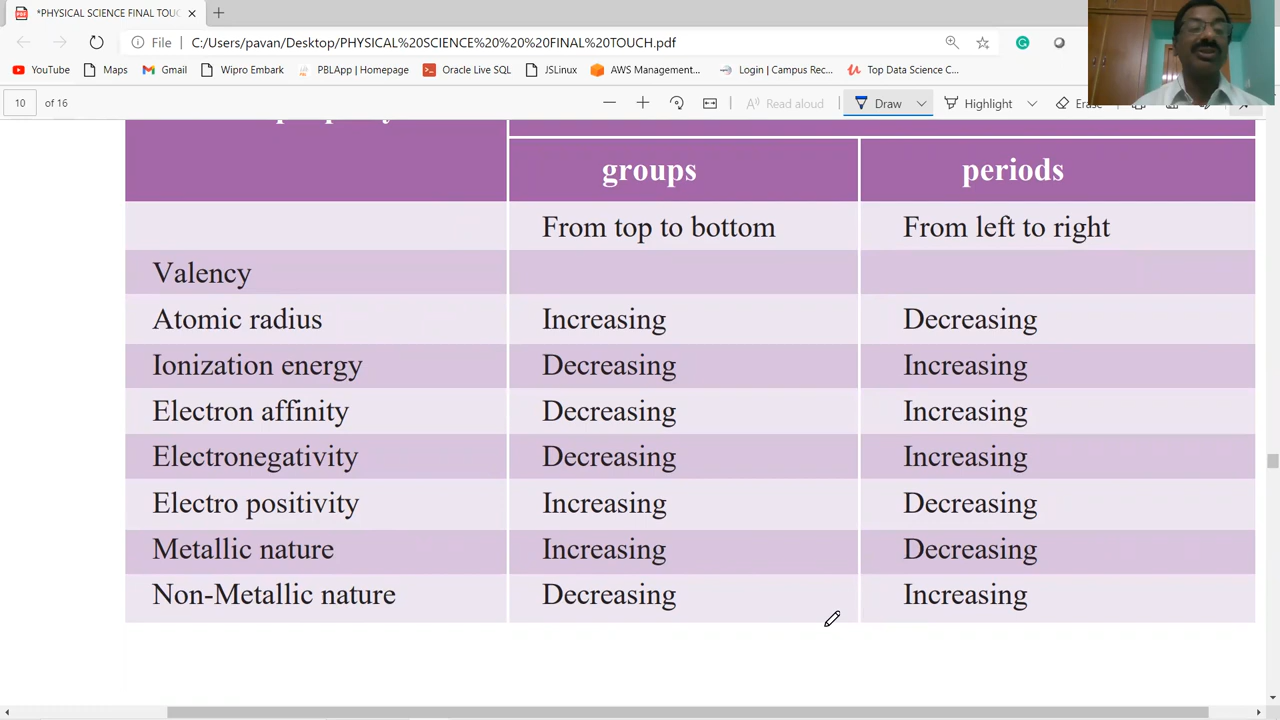 *PHYSICAL SCIENCE FINAL TOUC
File C:/Users/pavan/Desktop/PHYSICAL%20SCIENCE%20%20%20FINAL%20TOUCH.pdf
YouTube Maps Gmail Wipro Embark PBLApp | Homepage Oracle Live SQL JSLinux AWS Management... Login | Campus Rec... Top Data Science C...
10 of 16 Read aloud Draw Highlight Erase
groups periods
From top to bottom From left to right
Valency
Atomic radius Increasing Decreasing
Ionization energy Decreasing Increasing
Electron affinity Decreasing Increasing
Electronegativity Decreasing Increasing
Electro positivity Increasing Decreasing
Metallic nature Increasing Decreasing
Non-Metallic nature Decreasing Increasing